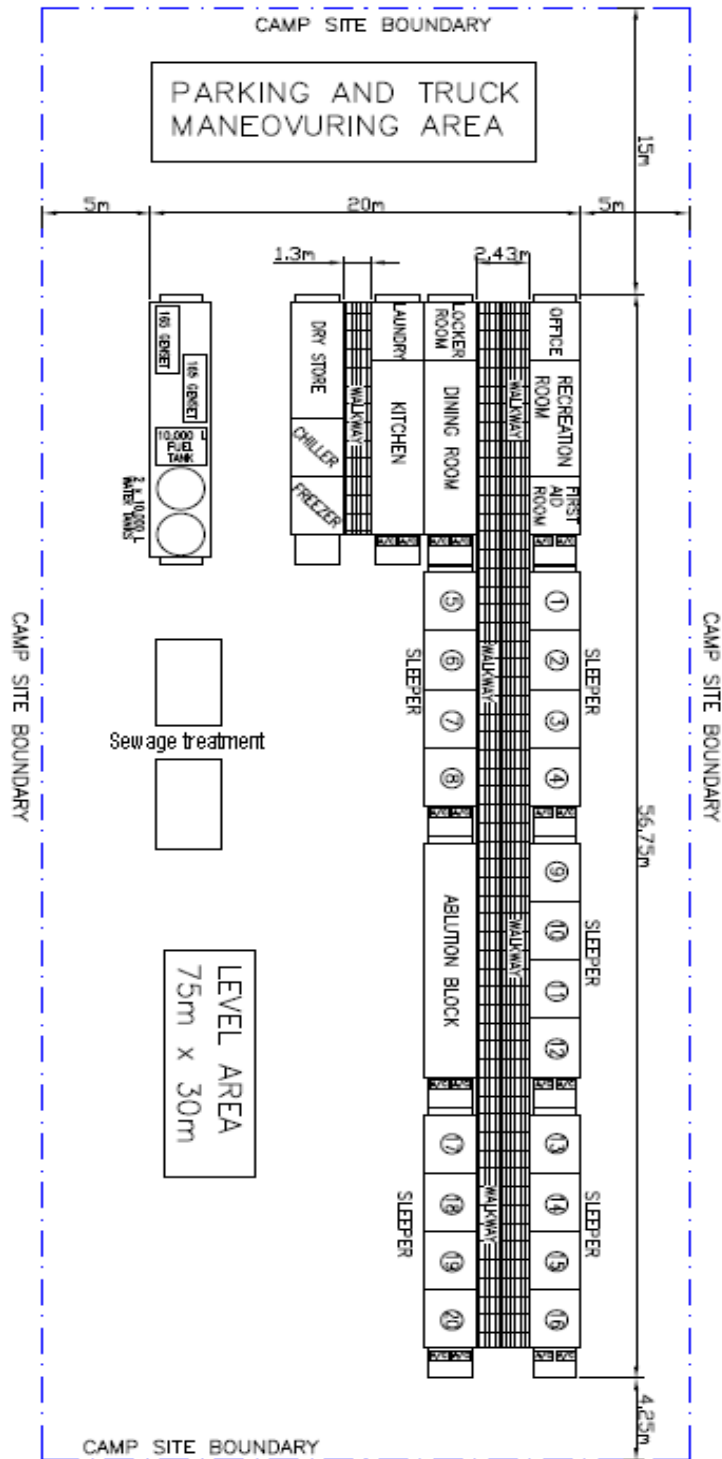 CAMP SITE BOUNDARY
PARKING AND TRUCK
MANEOVURING AREA
15m
5m
20m
5m
1.3m
2,43m
160 GENSET
165 GENSET
10,000 L
FUEL
TANK
2 x 10,000 L
WATER TANKS
DRY STORE
CHILLER
FREEZER
WALKWAY
LAUNDRY
KITCHEN
LOCKER
ROOM
DINING ROOM
WALKWAY
OFFICE
RECREATION
ROOM
FIRST
AID
ROOM
A/C A/C
A/C A/C
A/C A/C
5
6
7
8
SLEEPER
WALKWAY
1
2
3
4
SLEEPER
CAMP SITE BOUNDARY
CAMP SITE BOUNDARY
Sewage treatment
56,75m
A/C A/C
A/C A/C
ABLUTION BLOCK
WALKWAY
9
10
11
12
SLEEPER
LEVEL AREA
75m x 30m
A/C A/C
A/C A/C
17
18
19
20
SLEEPER
WALKWAY
13
14
15
16
SLEEPER
A/C A/C
A/C A/C
4,25m
CAMP SITE BOUNDARY